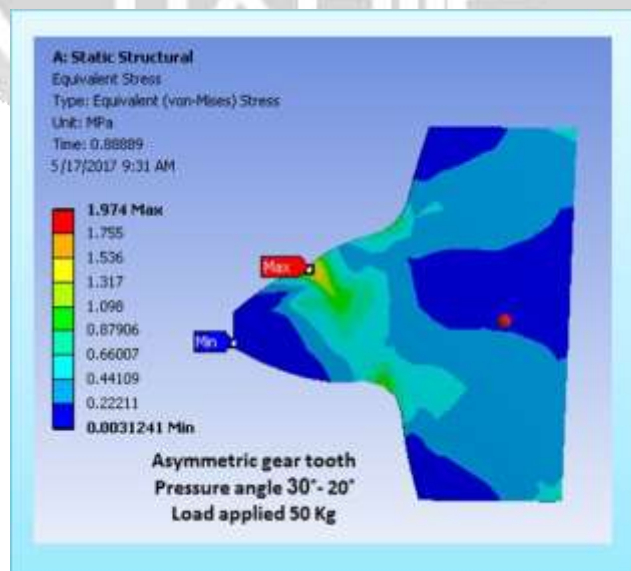 A: Static Structural
Equivalent Stress
Type: Equivalent (von-Mises) Stress
Unit: MPa
Time: 0.88889
5/17/2017 9:31 AM
1.974 Max
1.755
1.536
1.317
1.098
0.87906
0.66007
0.44109
0.22211
0.0031241 Min
Max
Min
Asymmetric gear tooth
Pressure angle 30°- 20°
Load applied 50 Kg